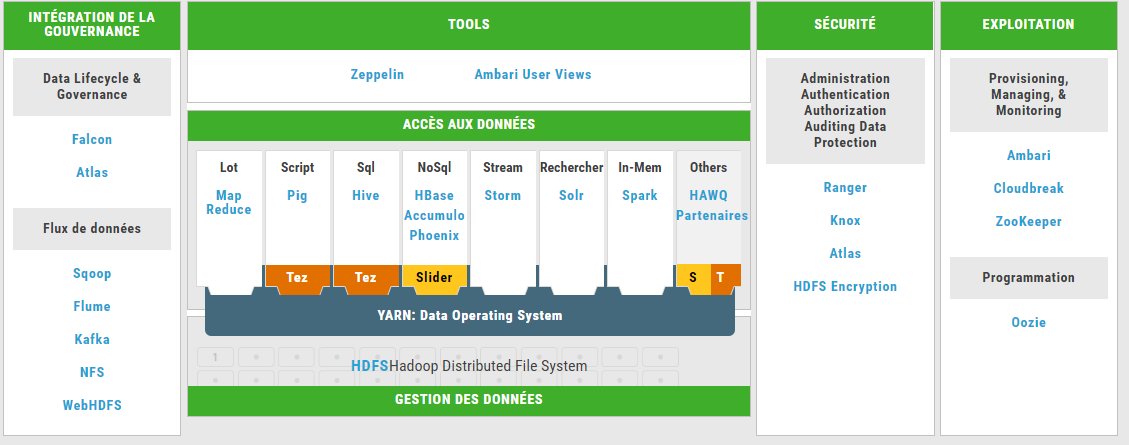 INTÉGRATION DE LA
GOUVERNANCE
Data Lifecycle &
Governance
Falcon
Atlas
Flux de données
Sqoop
Flume
Kafka
NFS
WebHDFS
TOOLS
Zeppelin
Ambari User Views
ACCÈS AUX DONNÉES
Lot
Map
Reduce
Script
Pig
Tez
Sql
Hive
Tez
NoSql
HBase
Accumulo
Phoenix
Slider
Stream
Storm
Rechercher
Solr
In-Mem
Spark
Others
HAWQ
Partenaires
S
T
YARN: Data Operating System
1
HDFSHadoop Distributed File System
GESTION DES DONNÉES
SÉCURITÉ
Administration
Authentication
Authorization
Auditing Data
Protection
Ranger
Knox
Atlas
HDFS Encryption
EXPLOITATION
Provisioning,
Managing, &
Monitoring
Ambari
Cloudbreak
ZooKeeper
Programmation
Oozie